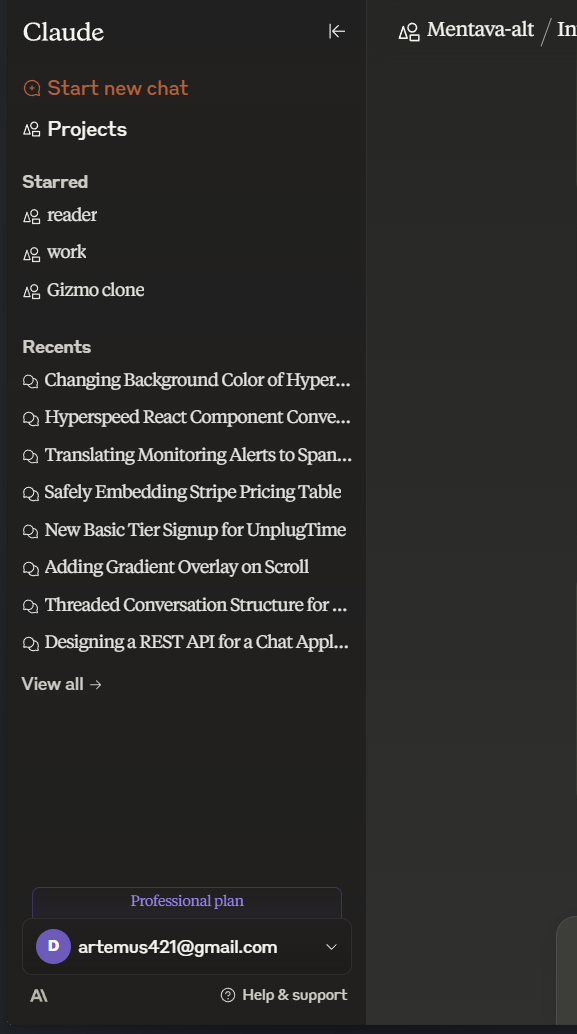 Claude
Mentava-alt / In
Start new chat
Projects
Starred
reader
work
Gizmo clone
Recents
Changing Background Color of Hyper...
Hyperspeed React Component Conve...
Translating Monitoring Alerts to Span...
Safely Embedding Stripe Pricing Table
New Basic Tier Signup for UnplugTime
Adding Gradient Overlay on Scroll
Threaded Conversation Structure for ...
Designing a REST API for a Chat Appl...
View all →
Professional plan
D artemus421@gmail.com
A\ Help & support